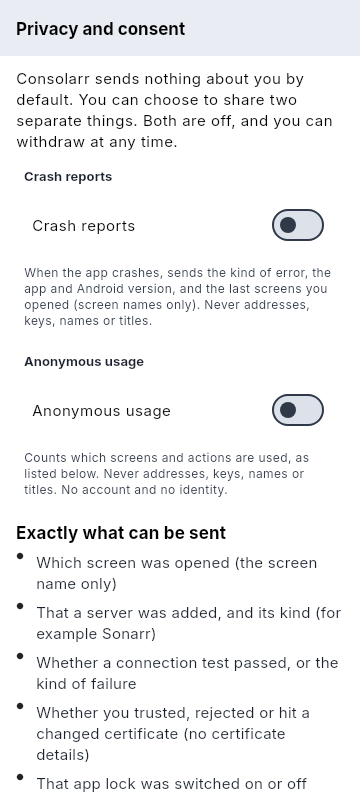 Privacy and consent
Consolarr sends nothing about you by
default. You can choose to share two
separate things. Both are off, and you can
withdraw at any time.
Crash reports
Crash reports
When the app crashes, sends the kind of error, the
app and Android version, and the last screens you
opened (screen names only). Never addresses,
keys, names or titles.
Anonymous usage
Anonymous usage
Counts which screens and actions are used, as
listed below. Never addresses, keys, names or
titles. No account and no identity.
Exactly what can be sent
• Which screen was opened (the screen
name only)
• That a server was added, and its kind (for
example Sonarr)
• Whether a connection test passed, or the
kind of failure
• Whether you trusted, rejected or hit a
changed certificate (no certificate
details)
• That app lock was switched on or off